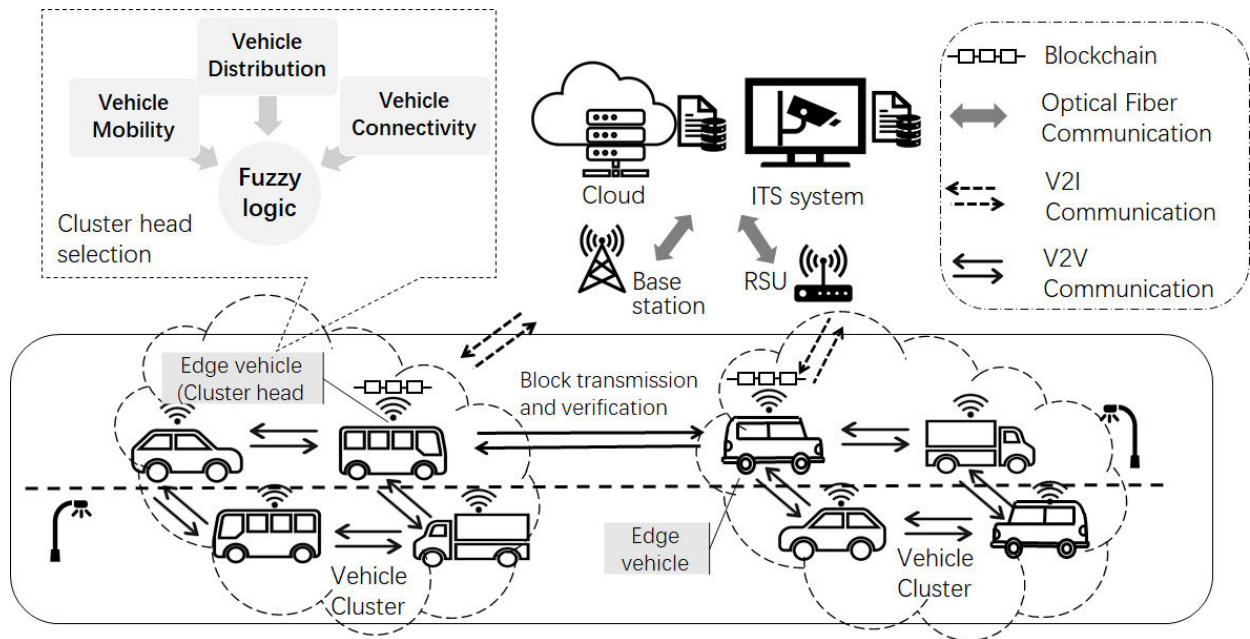 Vehicle
Distribution
Vehicle
Mobility
Vehicle
Connectivity
Fuzzy
logic
Cluster head
selection
Cloud
ITS system
Base
station
RSU
Blockchain
Optical Fiber
Communication
V2I
Communication
V2V
Communication
Edge vehicle
(Cluster head
Block transmission
and verification
Edge
vehicle
Vehicle
Cluster
Vehicle
Cluster